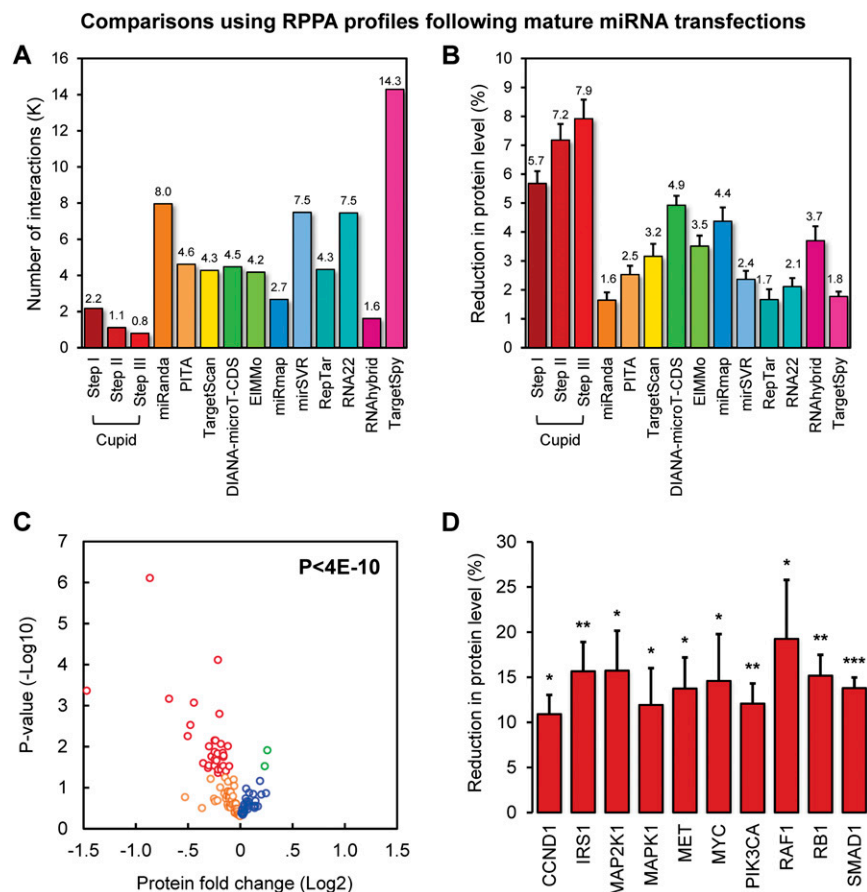 Comparisons using RPPA profiles following mature miRNA transfections
A
Number of interactions (K)
16
14
12
10
8
6
4
2
0
2.2
1.1
0.8
8.0
4.6
4.3
4.5
4.2
2.7
7.5
4.3
7.5
1.6
14.3
Step I
Step II
Step III
miRanda
PITA
TargetScan
DIANA-microT-CDS
EIMMo
miRmap
mirSVR
RepTar
RNA22
RNAhybrid
TargetSpy
Cupid
B
Reduction in protein level (%)
10
9
8
7
6
5
4
3
2
1
0
5.7
7.2
7.9
1.6
2.5
3.2
4.9
3.5
4.4
2.4
1.7
2.1
3.7
1.8
Step I
Step II
Step III
miRanda
PITA
TargetScan
DIANA-microT-CDS
EIMMo
miRmap
mirSVR
RepTar
RNA22
RNAhybrid
TargetSpy
Cupid
C
P-value (-Log10)
7
6
5
4
3
2
1
0
P<4E-10
-1.5
-1.0
-.5
0
.5
1.0
1.5
Protein fold change (Log2)
D
Reduction in protein level (%)
30
25
20
15
10
5
0
*
**
*
*
*
*
**
*
**
***
CCND1
IRS1
MAP2K1
MAPK1
MET
MYC
PIK3CA
RAF1
RB1
SMAD1